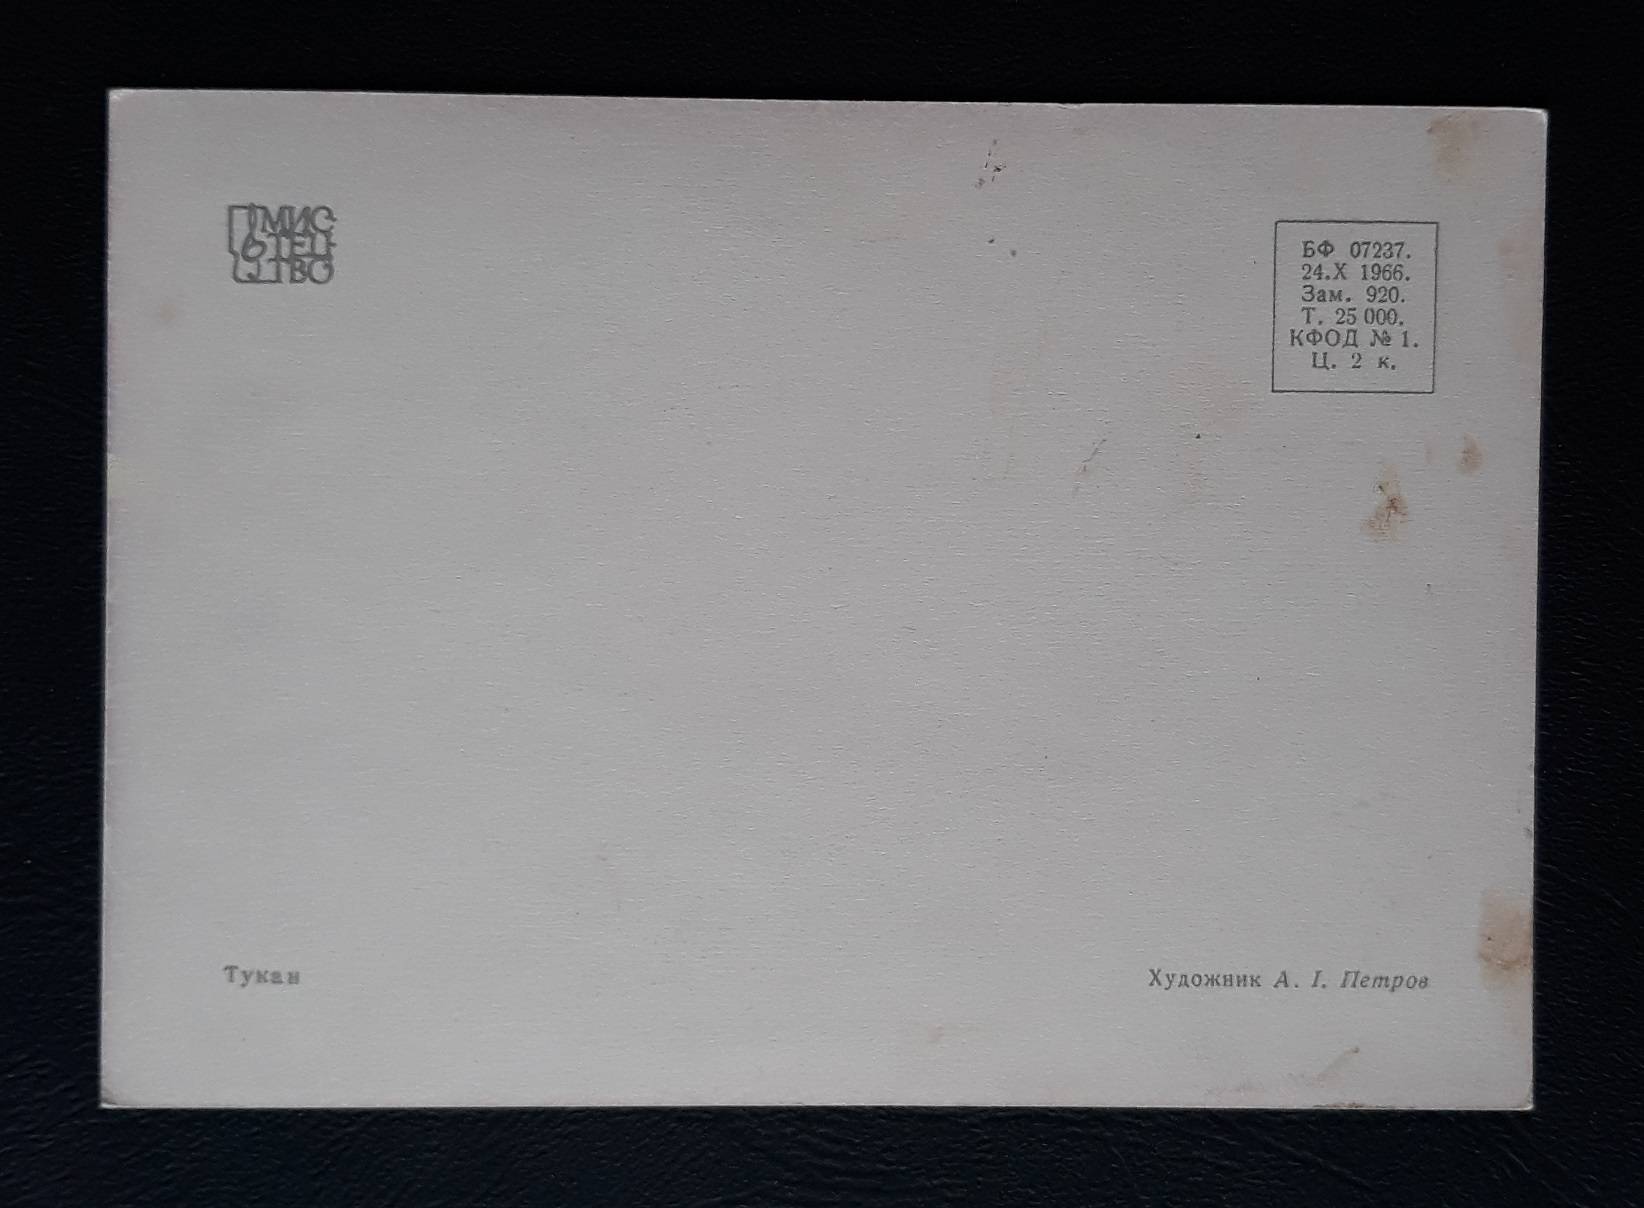 МИС
ТЕЦ
ТВО
БФ 07237.
24.X 1966.
Зам. 920.
Т. 25 000.
КФОД № 1.
Ц. 2 к.
Тукан
Художник А. І. Петров